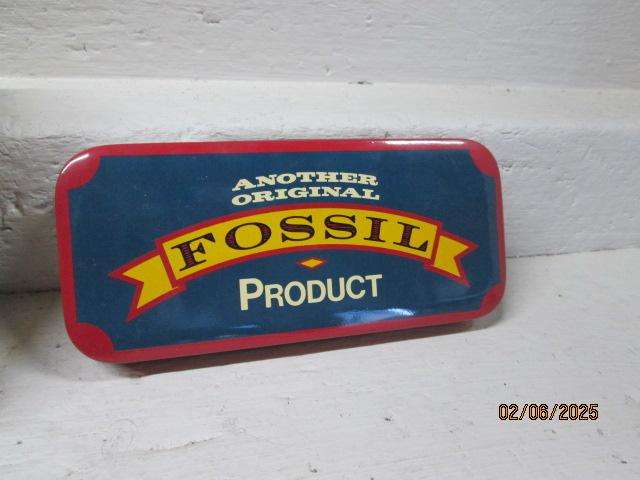 ANOTHER
ORIGINAL
FOSSIL
PRODUCT
02/06/2025